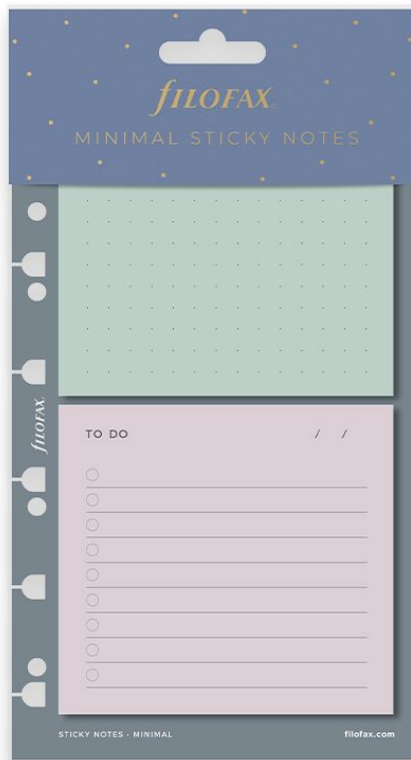 fILOFAX
MINIMAL STICKY NOTES
fILOFAX
TO DO / /
STICKY NOTES - MINIMAL filofax.com